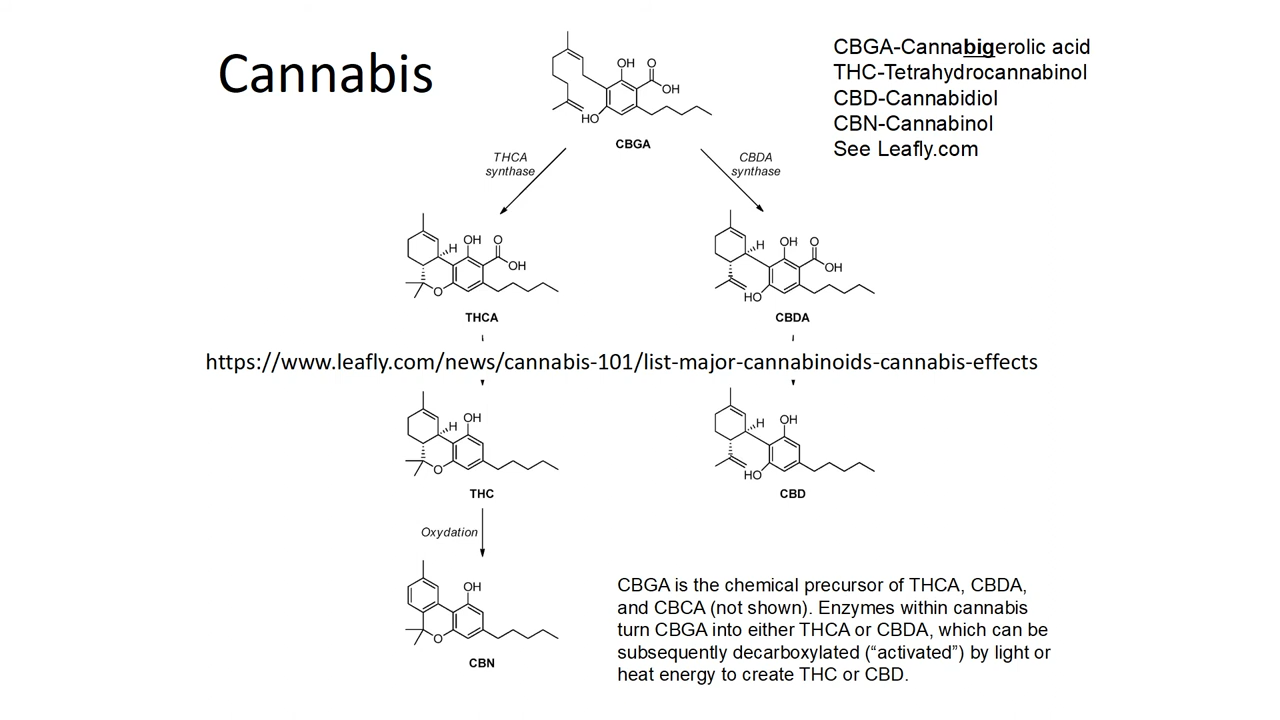 Cannabis
CBGA-Cannabigerolic acid
THC-Tetrahydrocannabinol
CBD-Cannabidiol
CBN-Cannabinol
See Leafly.com
OH
O
OH
HO
CBGA
THCA
synthase
CBDA
synthase
H
OH
O
OH
O
THCA
H
OH
O
OH
HO
CBDA
https://www.leafly.com/news/cannabis-101/list-major-cannabinoids-cannabis-effects
H
OH
O
THC
H
OH
HO
CBD
Oxydation
OH
O
CBN
CBGA is the chemical precursor of THCA, CBDA,
and CBCA (not shown). Enzymes within cannabis
turn CBGA into either THCA or CBDA, which can be
subsequently decarboxylated (“activated”) by light or
heat energy to create THC or CBD.